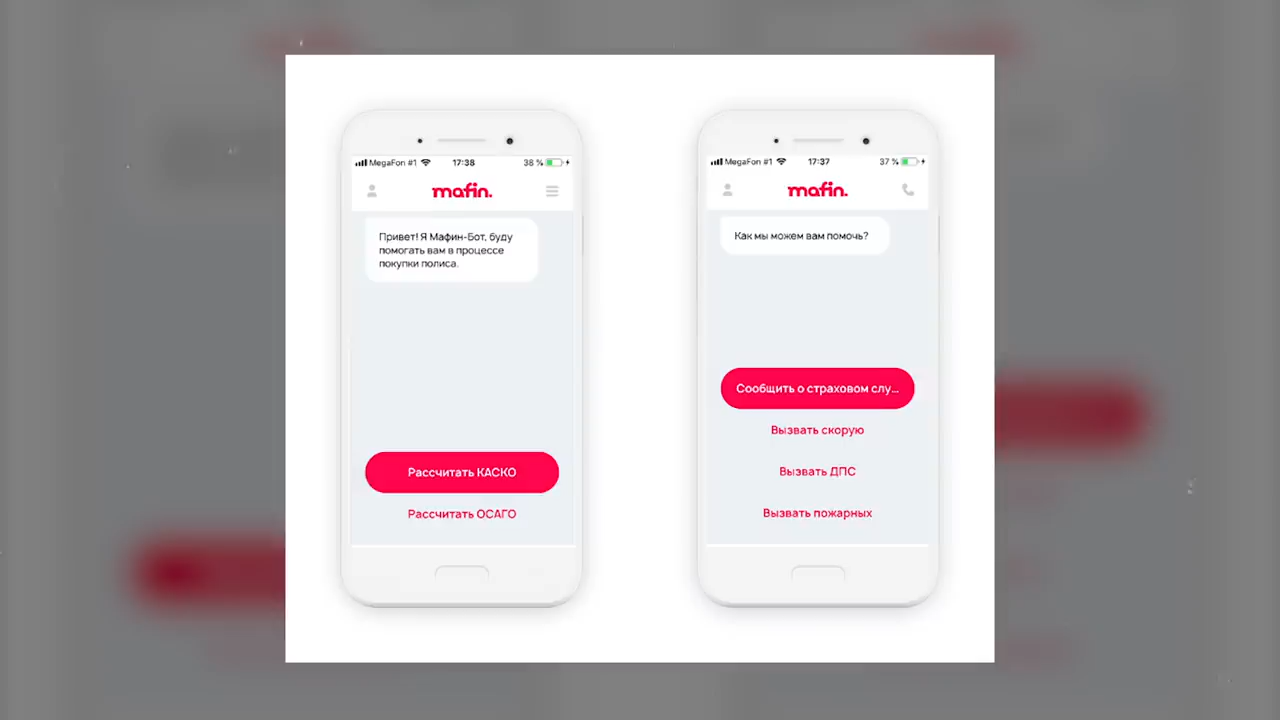 MegaFon #1 17:38 38 %
mafin.
Привет! Я Мафин-Бот, буду
помогать вам в процессе
покупки полиса.
Рассчитать КАСКО
Рассчитать ОСАГО
MegaFon #1 17:37 37 %
mafin.
Как мы можем вам помочь?
Сообщить о страховом слу...
Вызвать скорую
Вызвать ДПС
Вызвать пожарных